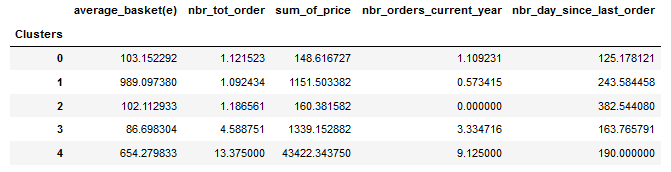 average_basket(e) nbr_tot_order sum_of_price nbr_orders_current_year nbr_day_since_last_order
Clusters
0 103.152292 1.121523 148.616727 1.109231 125.178121
1 989.097380 1.092434 1151.503382 0.573415 243.584458
2 102.112933 1.186561 160.381582 0.000000 382.544080
3 86.698304 4.588751 1339.152882 3.334716 163.765791
4 654.279833 13.375000 43422.343750 9.125000 190.000000